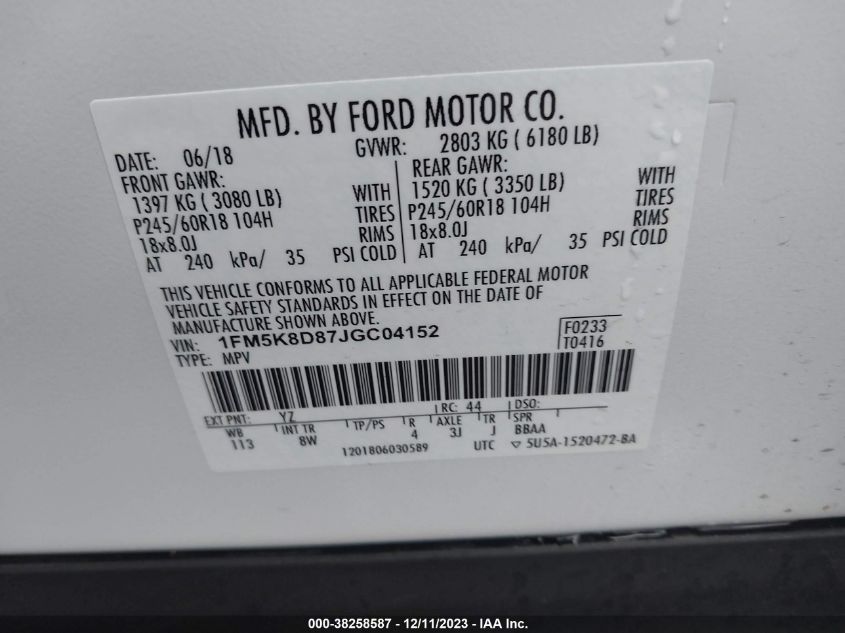 MFD. BY FORD MOTOR CO.
DATE: 06/18 GVWR: 2803 KG ( 6180 LB)
FRONT GAWR: REAR GAWR:
1397 KG ( 3080 LB) WITH 1520 KG ( 3350 LB) WITH
P245/60R18 104H TIRES P245/60R18 104H TIRES
18x8.0J RIMS 18x8.0J RIMS
AT 240 kPa/ 35 PSI COLD AT 240 kPa/ 35 PSI COLD
THIS VEHICLE CONFORMS TO ALL APPLICABLE FEDERAL MOTOR
VEHICLE SAFETY STANDARDS IN EFFECT ON THE DATE OF
MANUFACTURE SHOWN ABOVE.
VIN: 1FM5K8D87JGC04152 F0233
TYPE: MPV T0416
EXT PNT: YZ RC: 44 DSO:
WB INT TR TP/PS R AXLE TR SPR
113 8W 4 3J J BBAA
1201806030589 UTC ▽ 5U5A-1520472-BA
000-38258587 - 12/11/2023 - IAA Inc.